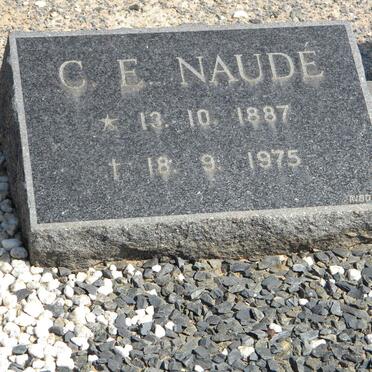 C. E. NAUDÉ
* 13. 10. 1887
† 18. 9. 1975